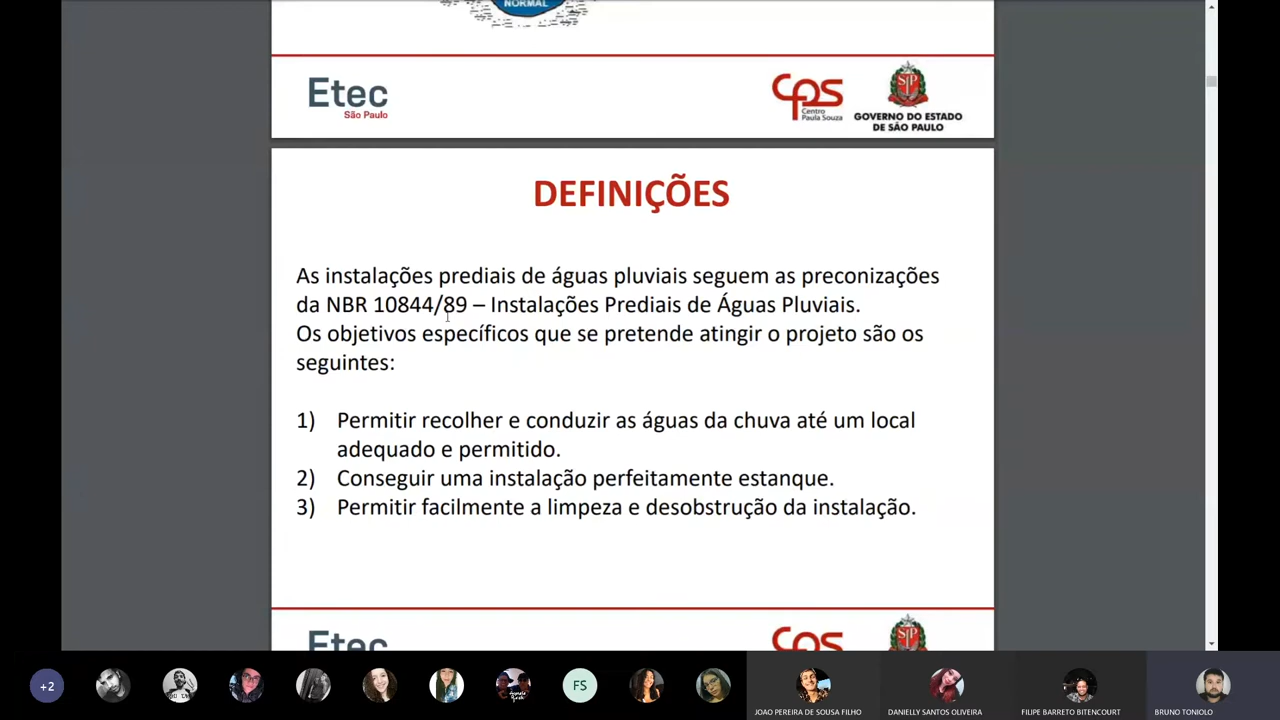 NORMAL
Etec
São Paulo
CPS
Centro
Paula Souza
SP
GOVERNO DO ESTADO
DE SÃO PAULO
DEFINIÇÕES
As instalações prediais de águas pluviais seguem as preconizações
da NBR 10844/89 – Instalações Prediais de Águas Pluviais.
Os objetivos específicos que se pretende atingir o projeto são os
seguintes:
1) Permitir recolher e conduzir as águas da chuva até um local
adequado e permitido.
2) Conseguir uma instalação perfeitamente estanque.
3) Permitir facilmente a limpeza e desobstrução da instalação.
Etec
CPS
SP
+2
FS
JOAO PEREIRA DE SOUSA FILHO
DANIELLY SANTOS OLIVEIRA
FILIPE BARRETO BITENCOURT
BRUNO TONIOLO